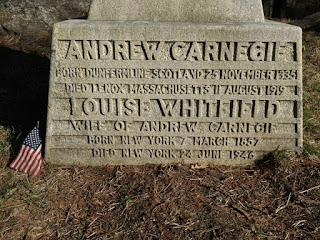 ANDREW CARNEGIE
BORN DUNFERMLINE SCOTLAND 25 NOVEMBER 1835
DIED LENOX MASSACHUSETTS 11 AUGUST 1919
LOUISE WHITFIELD
WIFE OF ANDREW CARNEGIE
BORN NEW YORK 7 MARCH 1857
DIED NEW YORK 24 JUNE 1946